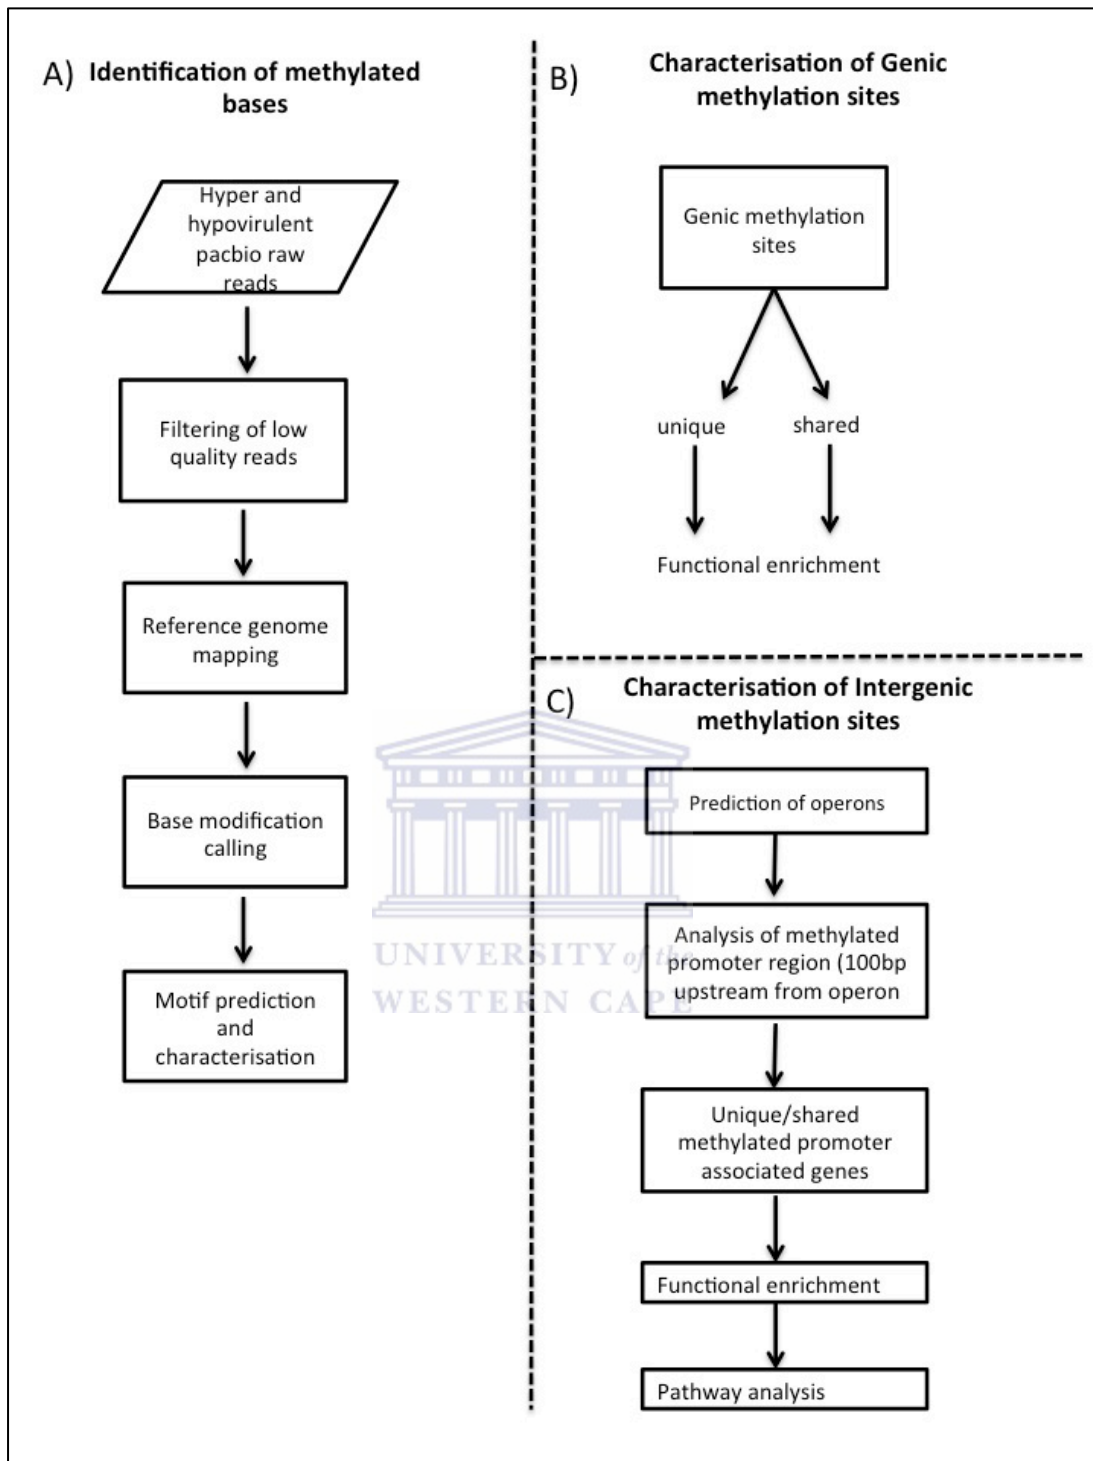 A) Identification of methylated
bases
Hyper and
hypovirulent
pacbio raw
reads
Filtering of low
quality reads
Reference genome
mapping
Base modification
calling
Motif prediction
and
characterisation
B) Characterisation of Genic
methylation sites
Genic methylation
sites
unique shared
Functional enrichment
C) Characterisation of Intergenic
methylation sites
Prediction of operons
Analysis of methylated
promoter region (100bp
upstream from operon
Unique/shared
methylated promoter
associated genes
Functional enrichment
Pathway analysis
UNIVERSITY of the
WESTERN CAPE